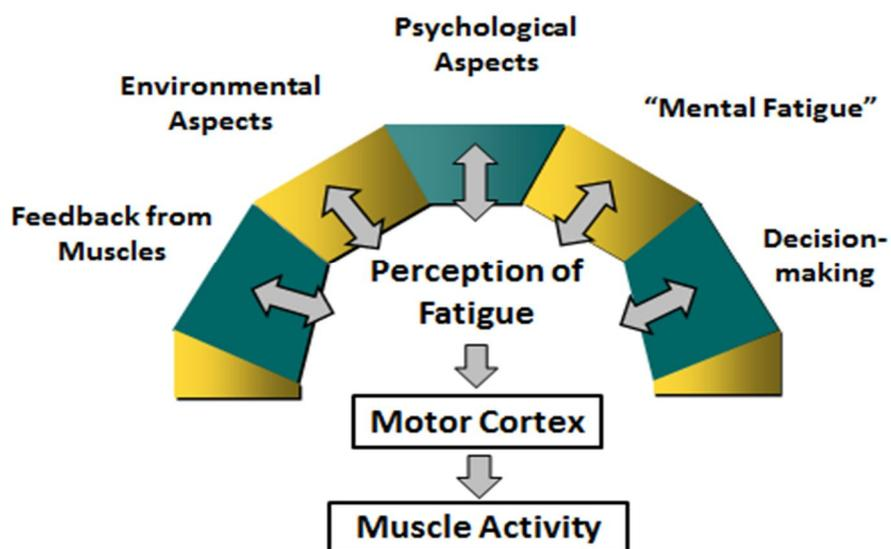 Psychological
Aspects
Environmental
Aspects
“Mental Fatigue”
Feedback from
Muscles
Decision-
making
Perception of
Fatigue
Motor Cortex
Muscle Activity